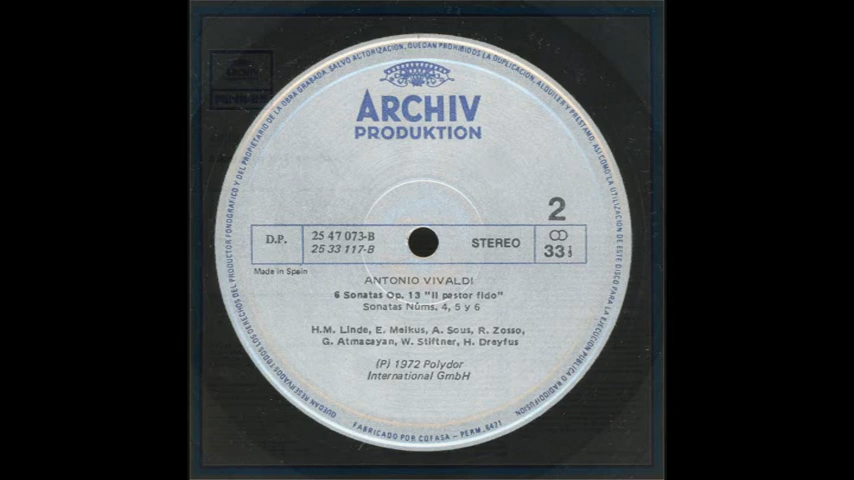 QUEDAN RESERVADOS TODOS LOS DERECHOS DEL PRODUCTOR FONOGRAFICO Y DEL PROPIETARIO DE LA OBRA GRABADA. SALVO AUTORIZACION, QUEDAN PROHIBIDOS LA DUPLICACION, ALQUILER Y PRESTAMO, ASI COMO LA UTILIZACION DE ESTE DISCO PARA LA EJECUCION PUBLICA O RADIODIFUSION.
ARCHIV
PRODUKTION
2
D.P.
25 47 073-B
25 33 117-B
STEREO
33⅓
Made in Spain
ANTONIO VIVALDI
6 Sonatas Op. 13 "Il pastor fido"
Sonatas Núms. 4, 5 y 6
H.M. Linde, E. Melkus, A. Sous, R. Zosso,
G. Atmacayan, W. Stiftner, H. Dreyfus
(P) 1972 Polydor
International GmbH
FABRICADO POR COFASA - PERM. 6471